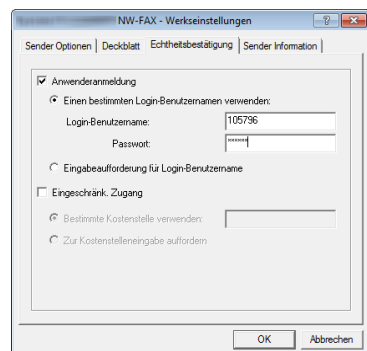 NW-FAX - Werkseinstellungen
Sender Optionen Deckblatt Echtheitsbestätigung Sender Information
Anwenderanmeldung
Einen bestimmten Login-Benutzernamen verwenden:
Login-Benutzername: 105796
Passwort: ******
Eingabeaufforderung für Login-Benutzername
Eingeschränk. Zugang
Bestimmte Kostenstelle verwenden:
Zur Kostenstelleneingabe auffordern
OK Abbrechen